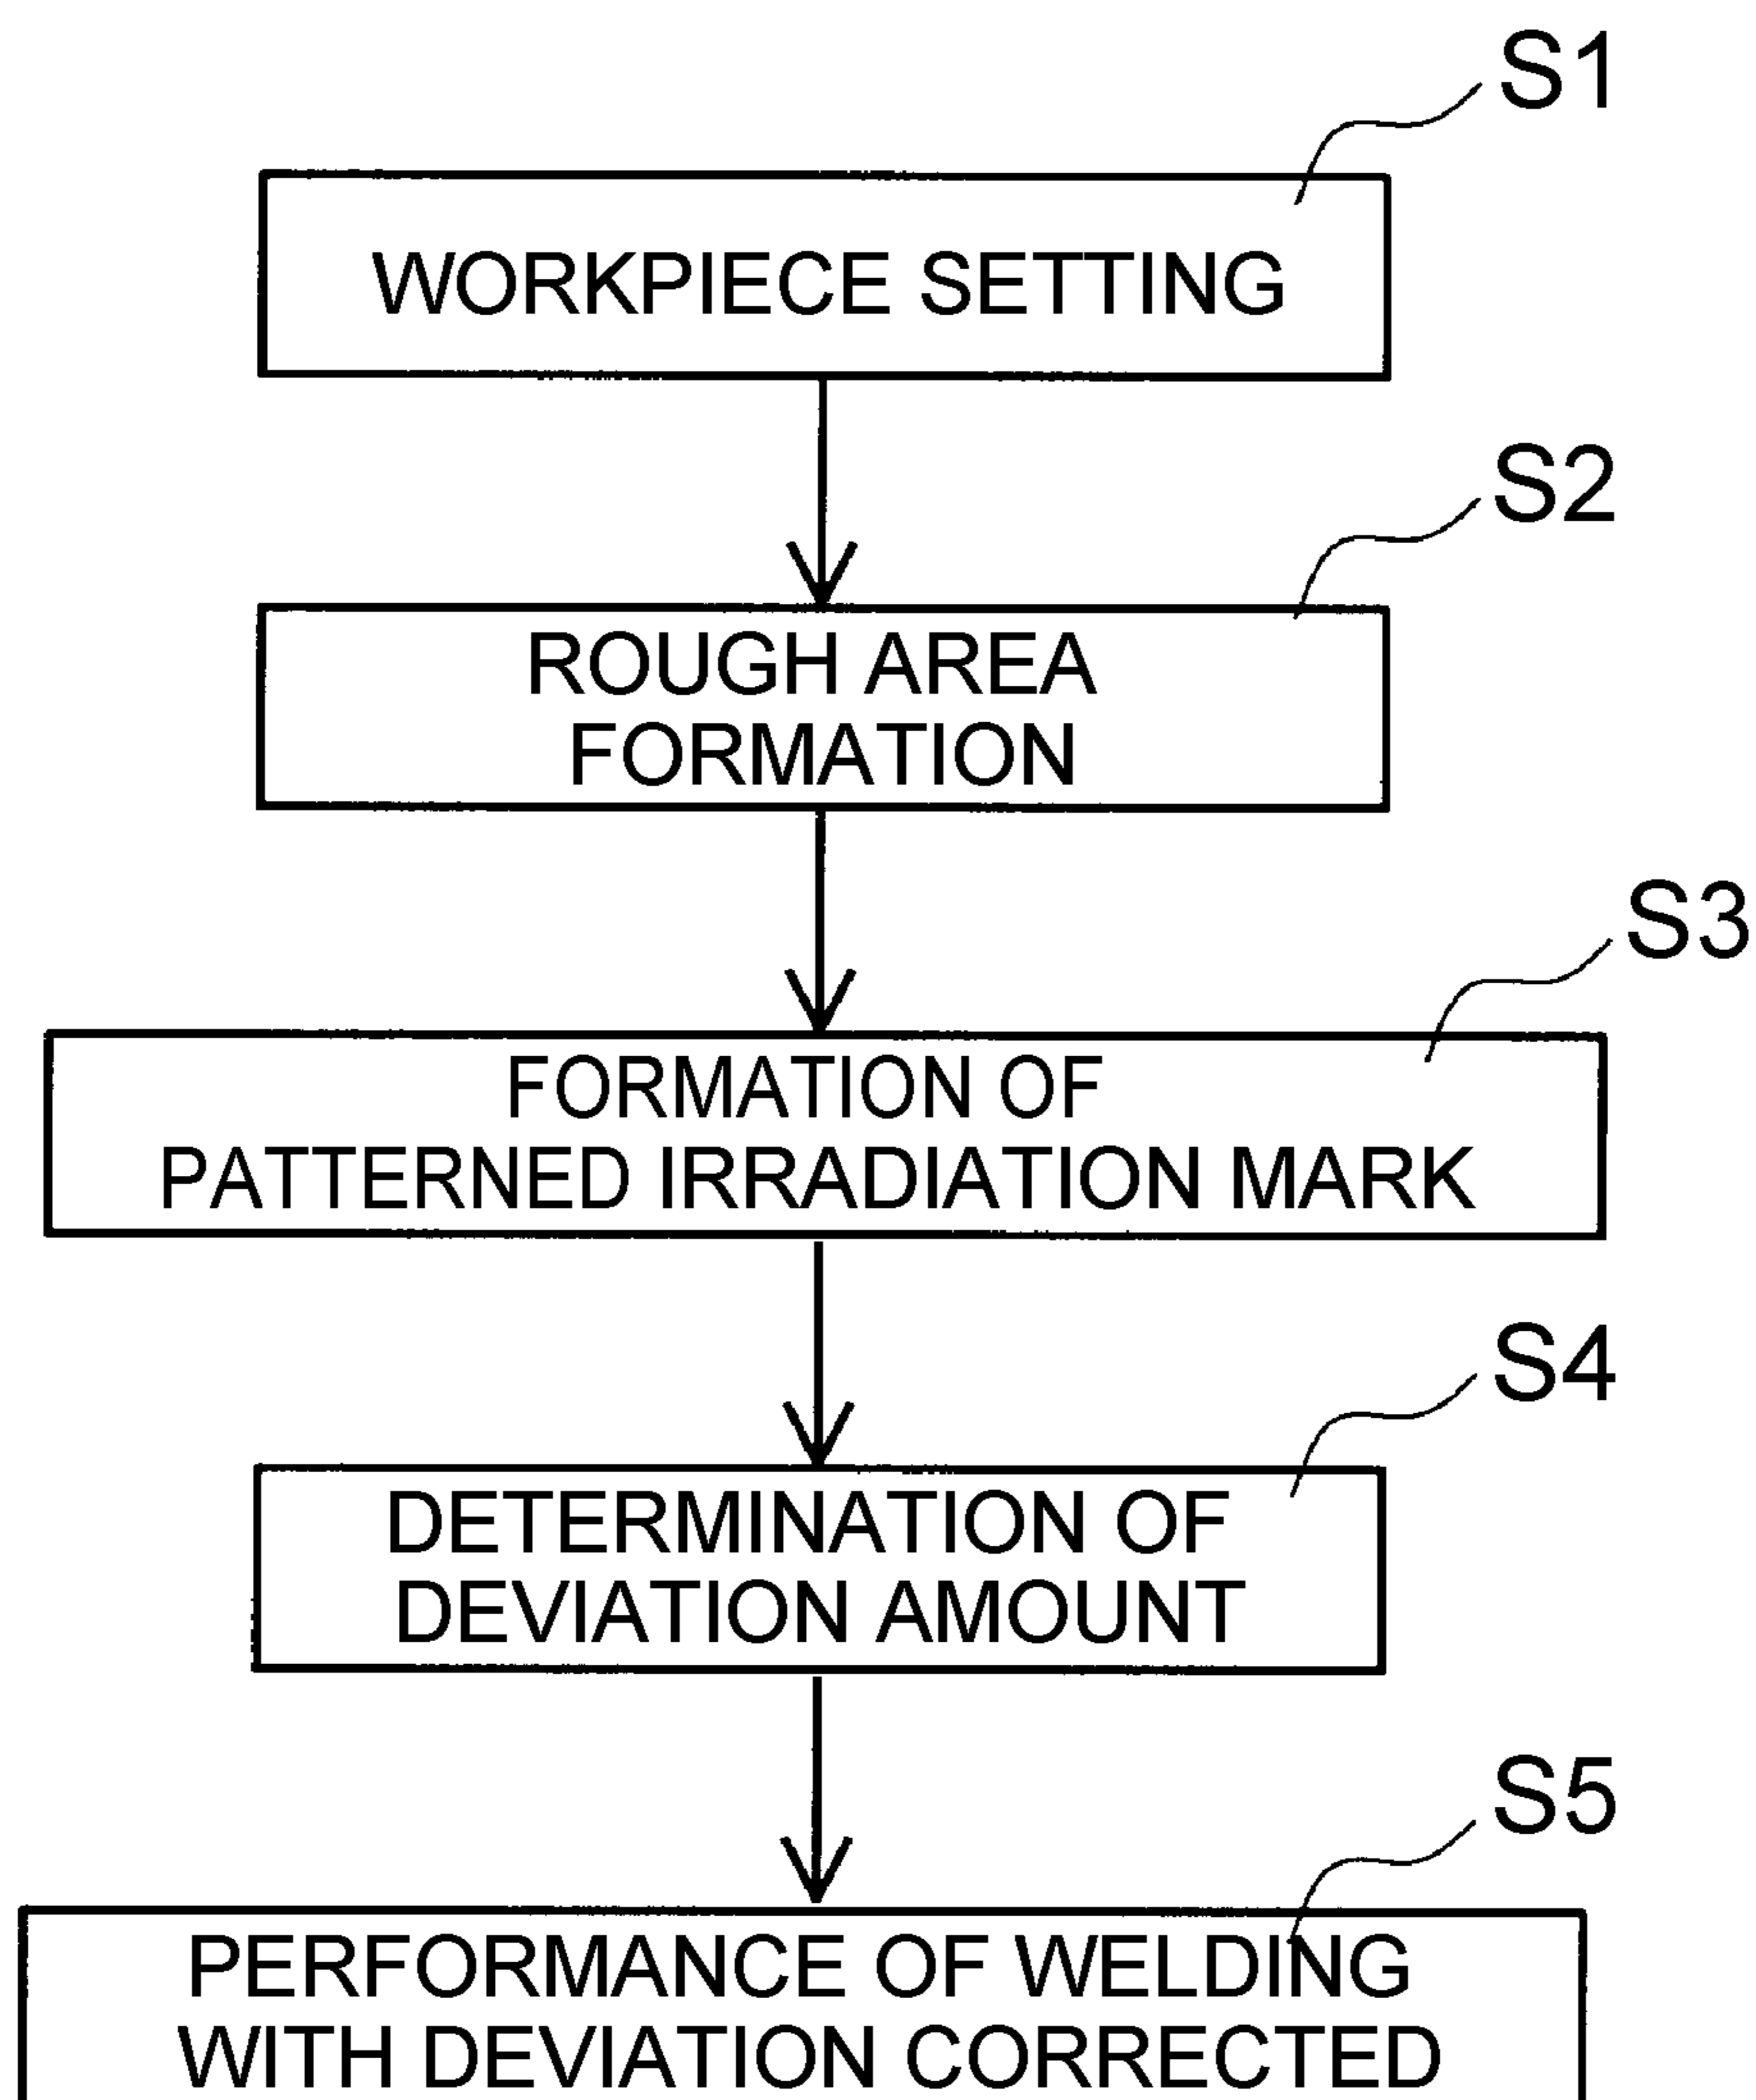 S1
WORKPIECE SETTING
S2
ROUGH AREA
FORMATION
S3
FORMATION OF
PATTERNED IRRADIATION MARK
S4
DETERMINATION OF
DEVIATION AMOUNT
S5
PERFORMANCE OF WELDING
WITH DEVIATION CORRECTED